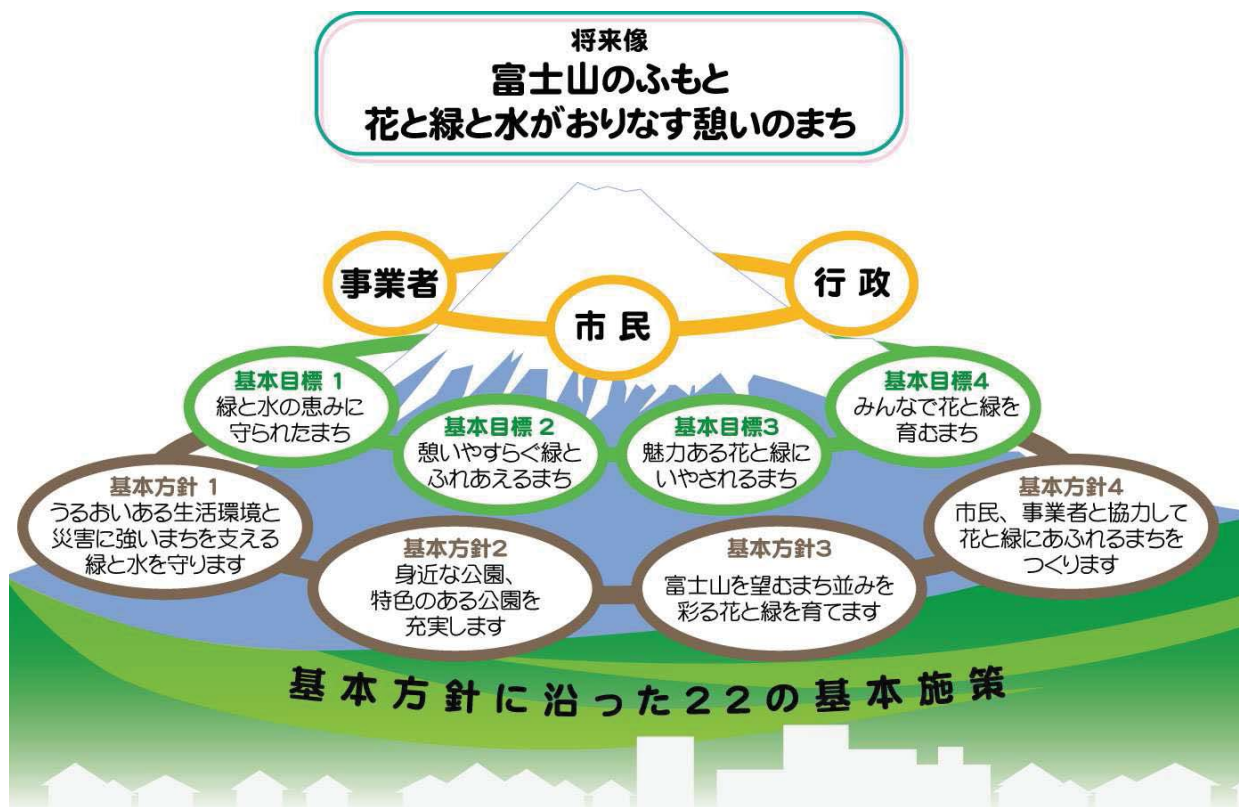 将来像
富士山のふもと
花と緑と水がおりなす憩いのまち
事業者
市民
行政
基本目標 1
緑と水の恵みに
守られたまち
基本目標 2
憩いやすらぐ緑と
ふれあえるまち
基本目標3
魅力ある花と緑に
いやされるまち
基本目標4
みんなで花と緑を
育むまち
基本方針 1
うるおいある生活環境と
災害に強いまちを支える
緑と水を守ります
基本方針2
身近な公園、
特色のある公園を
充実します
基本方針3
富士山を望むまち並みを
彩る花と緑を育てます
基本方針4
市民、事業者と協力して
花と緑にあふれるまちを
つくります
基本方針に沿った22の基本施策